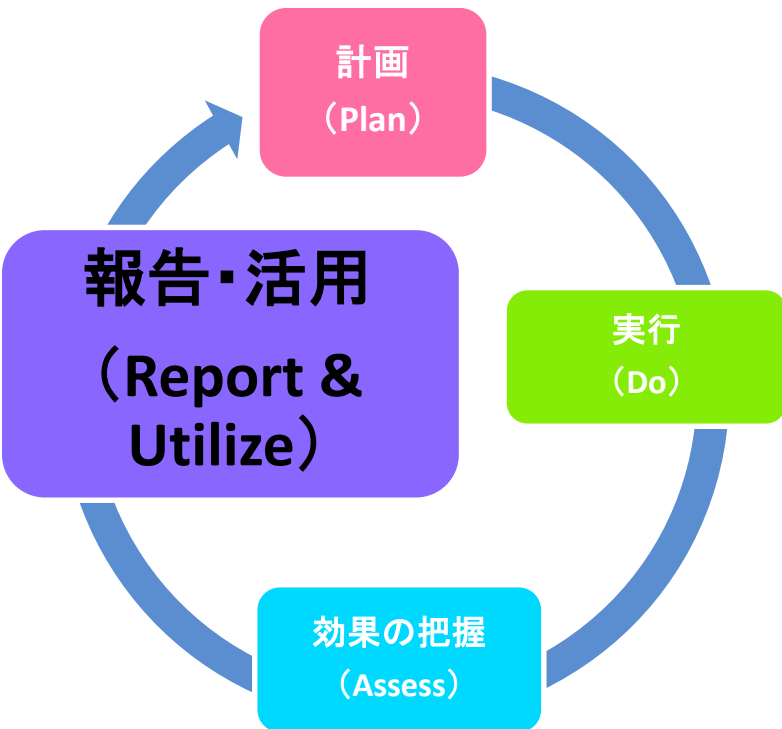 計画
（Plan）
実行
（Do）
効果の把握
（Assess）
報告・活用
（Report &
Utilize）